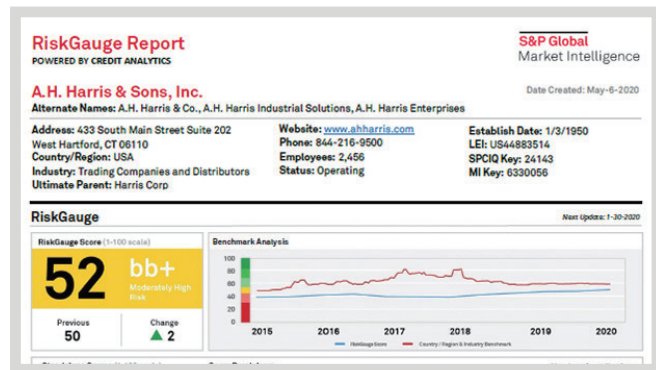 RiskGauge Report
POWERED BY CREDIT ANALYTICS
S&P Global
Market Intelligence
A.H. Harris & Sons, Inc.
Date Created: May-6-2020
Alternate Names: A.H. Harris & Co., A.H. Harris Industrial Solutions, A.H. Harris Enterprises
Address: 433 South Main Street Suite 202
West Hartford, CT 06110
Country/Region: USA
Industry: Trading Companies and Distributors
Ultimate Parent: Harris Corp
Website: www.ahharris.com
Phone: 844-216-9500
Employees: 2,456
Status: Operating
Establish Date: 1/3/1950
LEI: US44883514
SPCIQ Key: 24143
MI Key: 6330056
RiskGauge
Next Update: 1-30-2020
RiskGauge Score (1-100 scale)
52
bb+
Moderately High
Risk
Previous
50
Change
2
Benchmark Analysis
100
80
60
40
20
0
2015 2016 2017 2018 2019 2020
RiskGauge Score Country / Region & Industry Benchmark